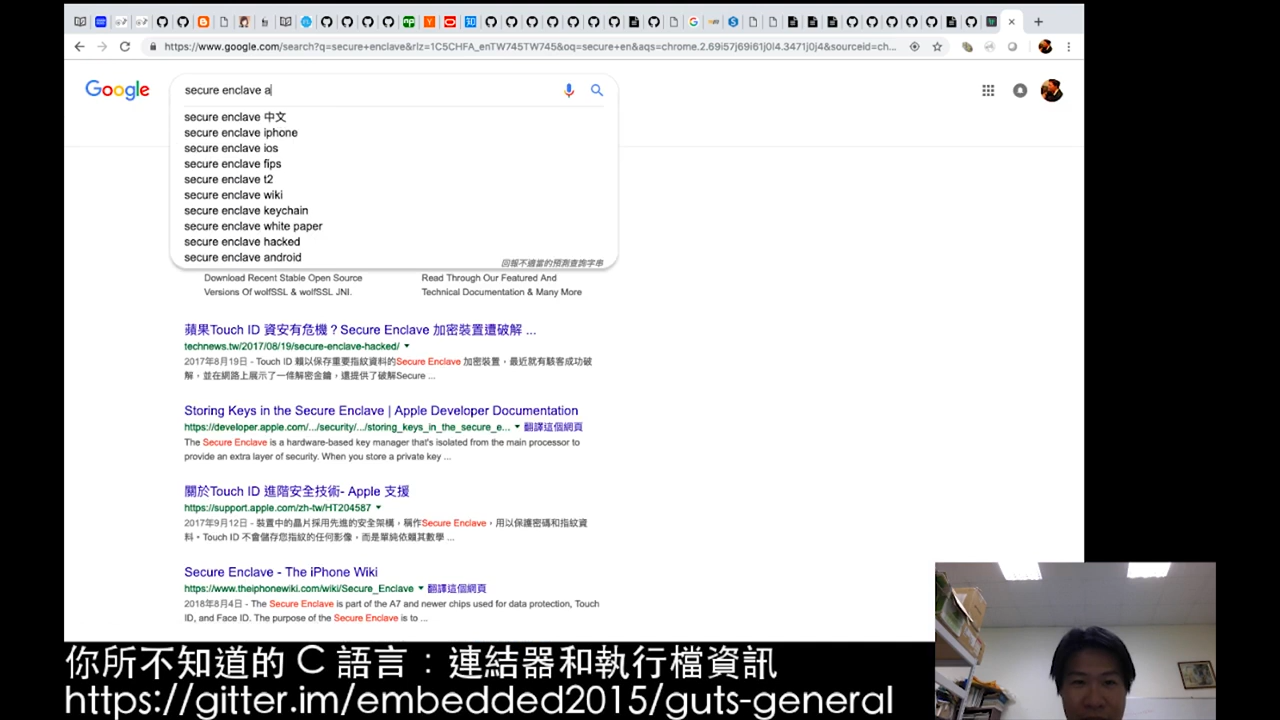 https://www.google.com/search?q=secure+enclave&rlz=1C5CHFA_enTW745TW745&oq=secure+en&aqs=chrome.2.69i57j69i61j0l4.3471j0j4&sourceid=ch...
Google
secure enclave a
secure enclave 中文
secure enclave iphone
secure enclave ios
secure enclave fips
secure enclave t2
secure enclave wiki
secure enclave keychain
secure enclave white paper
secure enclave hacked
secure enclave android
回報不適當的預測查詢字串
Download Recent Stable Open Source Read Through Our Featured And
Versions Of wolfSSL & wolfSSL JNI. Technical Documentation & Many More
蘋果Touch ID 資安有危機？Secure Enclave 加密裝置遭破解 ...
technews.tw/2017/08/19/secure-enclave-hacked/
2017年8月19日 - Touch ID 賴以保存重要指紋資料的Secure Enclave 加密裝置，最近就有駭客成功破
解，並在網路上展示了一條解密金鑰，還提供了破解Secure ...
Storing Keys in the Secure Enclave | Apple Developer Documentation
https://developer.apple.com/.../security/.../storing_keys_in_the_secure_e... 翻譯這個網頁
The Secure Enclave is a hardware-based key manager that's isolated from the main processor to
provide an extra layer of security. When you store a private key ...
關於Touch ID 進階安全技術- Apple 支援
https://support.apple.com/zh-tw/HT204587
2017年9月12日 - 裝置中的晶片採用先進的安全架構，稱作Secure Enclave，用以保護密碼和指紋資
料。Touch ID 不會儲存您指紋的任何影像，而是單純依賴其數學 ...
Secure Enclave - The iPhone Wiki
https://www.theiphonewiki.com/wiki/Secure_Enclave 翻譯這個網頁
2018年8月4日 - The Secure Enclave is part of the A7 and newer chips used for data protection, Touch
ID, and Face ID. The purpose of the Secure Enclave is to ...
你所不知道的 C 語言：連結器和執行檔資訊
https://gitter.im/embedded2015/guts-general